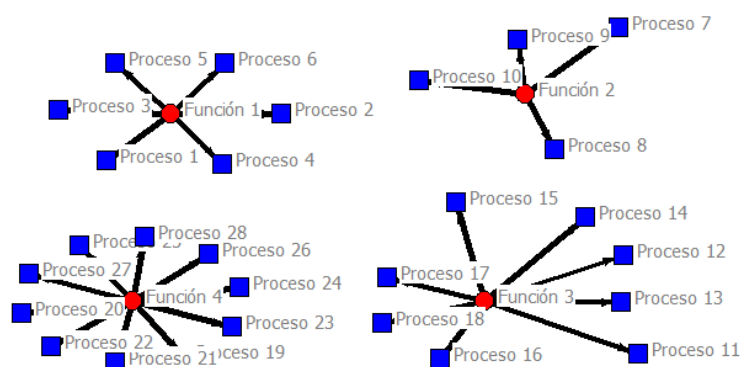 Proceso 5
Proceso 6
Proceso 3
Función 1
Proceso 2
Proceso 1
Proceso 4
Proceso 7
Proceso 9
Proceso 10
Función 2
Proceso 8
Proceso 28
Proceso 26
Proceso 27
Proceso 24
Función 4
Proceso 20
Proceso 23
Proceso 22
Proceso 21
Proceso 15
Proceso 14
Proceso 12
Proceso 17
Función 3
Proceso 13
Proceso 18
Proceso 16
Proceso 11